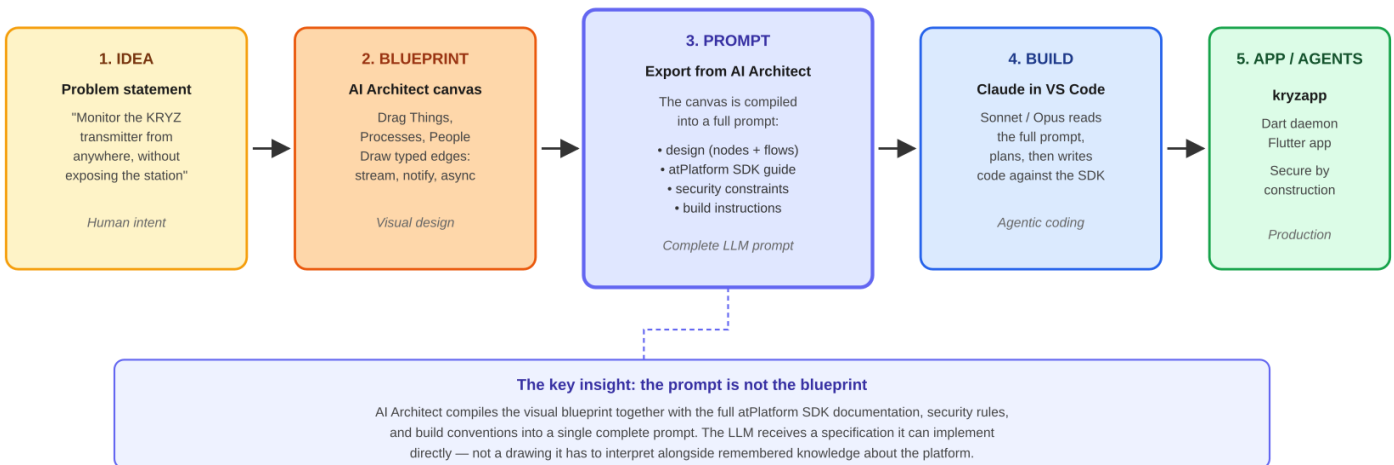 1. IDEA
Problem statement
"Monitor the KRYZ
transmitter from
anywhere, without
exposing the station"
Human intent
2. BLUEPRINT
AI Architect canvas
Drag Things,
Processes, People
Draw typed edges:
stream, notify, async
Visual design
3. PROMPT
Export from AI Architect
The canvas is compiled
into a full prompt:
• design (nodes + flows)
• atPlatform SDK guide
• security constraints
• build instructions
Complete LLM prompt
4. BUILD
Claude in VS Code
Sonnet / Opus reads
the full prompt,
plans, then writes
code against the SDK
Agentic coding
5. APP / AGENTS
kryzapp
Dart daemon
Flutter app
Secure by
construction
Production
The key insight: the prompt is not the blueprint
AI Architect compiles the visual blueprint together with the full atPlatform SDK documentation, security rules,
and build conventions into a single complete prompt. The LLM receives a specification it can implement
directly — not a drawing it has to interpret alongside remembered knowledge about the platform.